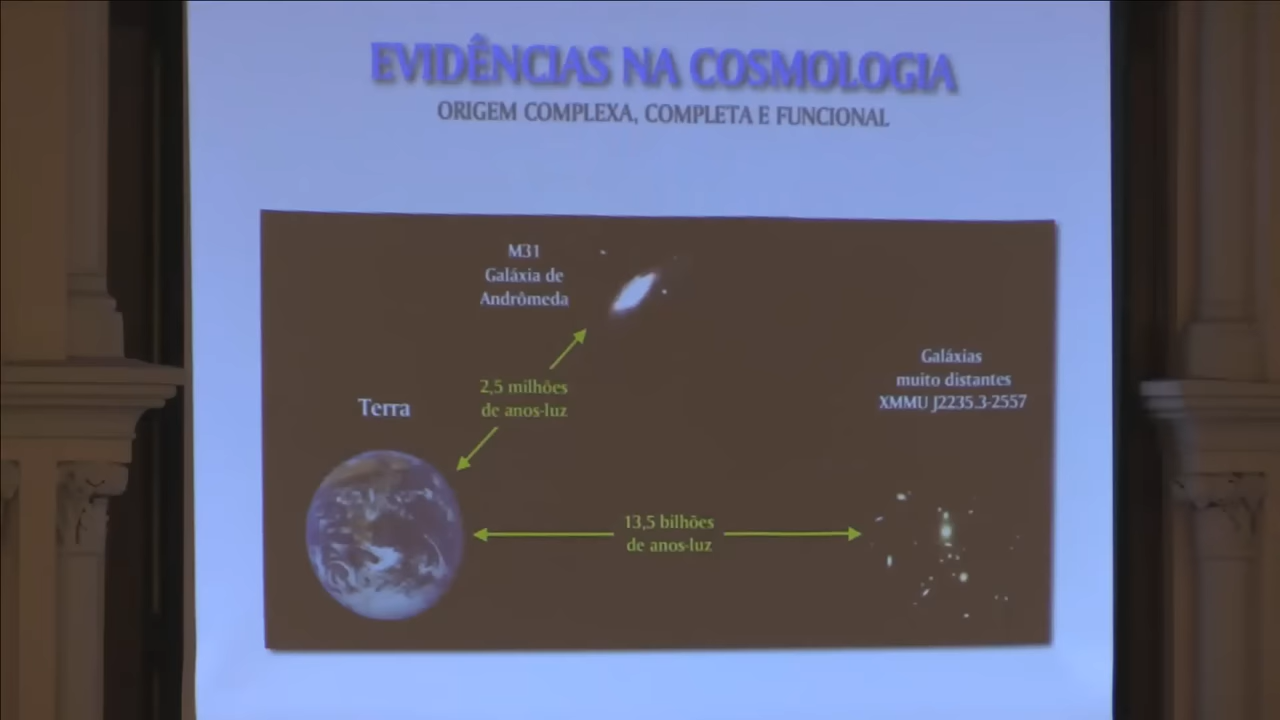 EVIDÊNCIAS NA COSMOLOGIA
ORIGEM COMPLEXA, COMPLETA E FUNCIONAL
M31
Galáxia de
Andrômeda
2,5 milhões
de anos-luz
Terra
Galáxias
muito distantes
XMMU J2235.3-2557
13,5 bilhões
de anos-luz